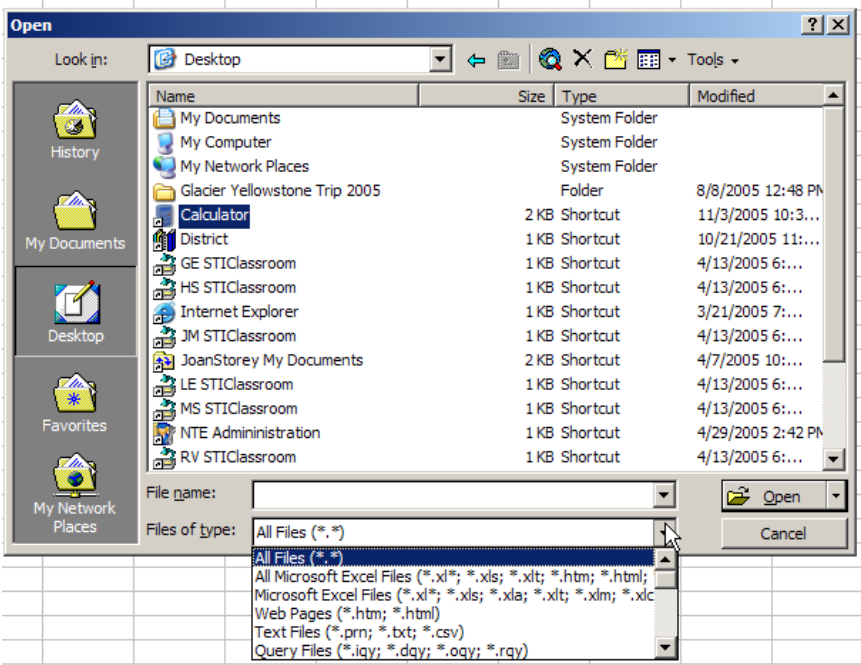 Open
Look in: Desktop Tools
Name Size Type Modified
My Documents System Folder
My Computer System Folder
My Network Places System Folder
Glacier Yellowstone Trip 2005 Folder 8/8/2005 12:48 PM
Calculator 2 KB Shortcut 11/3/2005 10:3...
District 1 KB Shortcut 10/21/2005 11:...
GE STIClassroom 1 KB Shortcut 4/13/2005 6:...
HS STIClassroom 1 KB Shortcut 4/13/2005 6:...
Internet Explorer 1 KB Shortcut 3/21/2005 7:...
JM STIClassroom 1 KB Shortcut 4/13/2005 6:...
JoanStorey My Documents 2 KB Shortcut 4/7/2005 10:...
LE STIClassroom 1 KB Shortcut 4/13/2005 6:...
MS STIClassroom 1 KB Shortcut 4/13/2005 6:...
NTE Admininistration 1 KB Shortcut 4/29/2005 2:42 PM
RV STIClassroom 1 KB Shortcut 4/13/2005 6:...
History
My Documents
Desktop
Favorites
My Network
Places
File name: Open
Files of type: All Files (*.*) Cancel
All Files (*.*)
All Microsoft Excel Files (*.xl*; *.xls; *.xlt; *.htm; *.html;
Microsoft Excel Files (*.xl*; *.xls; *.xla; *.xlt; *.xlm; *.xlc
Web Pages (*.htm; *.html)
Text Files (*.prn; *.txt; *.csv)
Query Files (*.iqy; *.dqy; *.oqy; *.rqy)